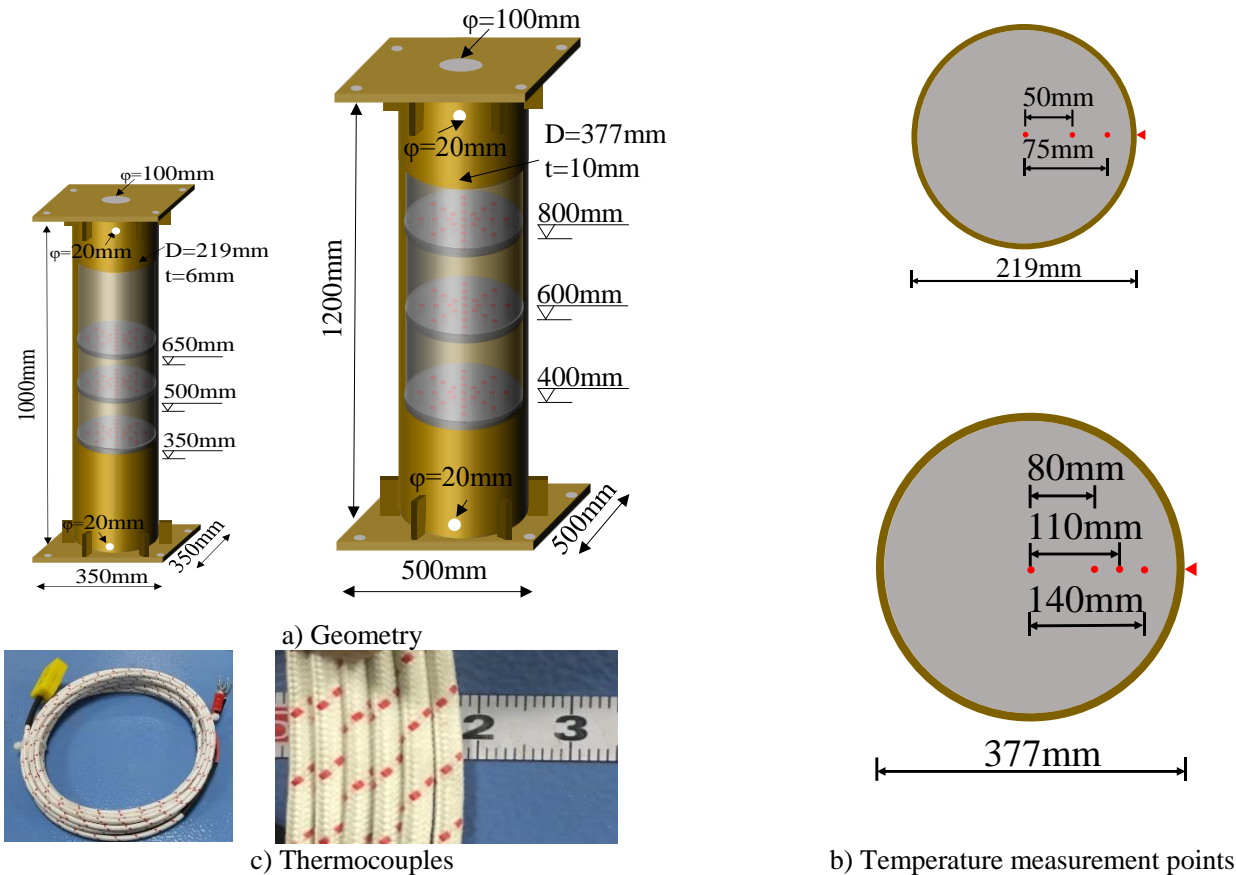 φ=100mm
φ=20mm
D=219mm
t=6mm
1000mm
650mm
500mm
350mm
φ=20mm
350mm
350mm
φ=100mm
φ=20mm
D=377mm
t=10mm
1200mm
800mm
600mm
400mm
φ=20mm
500mm
500mm
a) Geometry
2 3
c) Thermocouples
50mm
75mm
219mm
80mm
110mm
140mm
377mm
b) Temperature measurement points